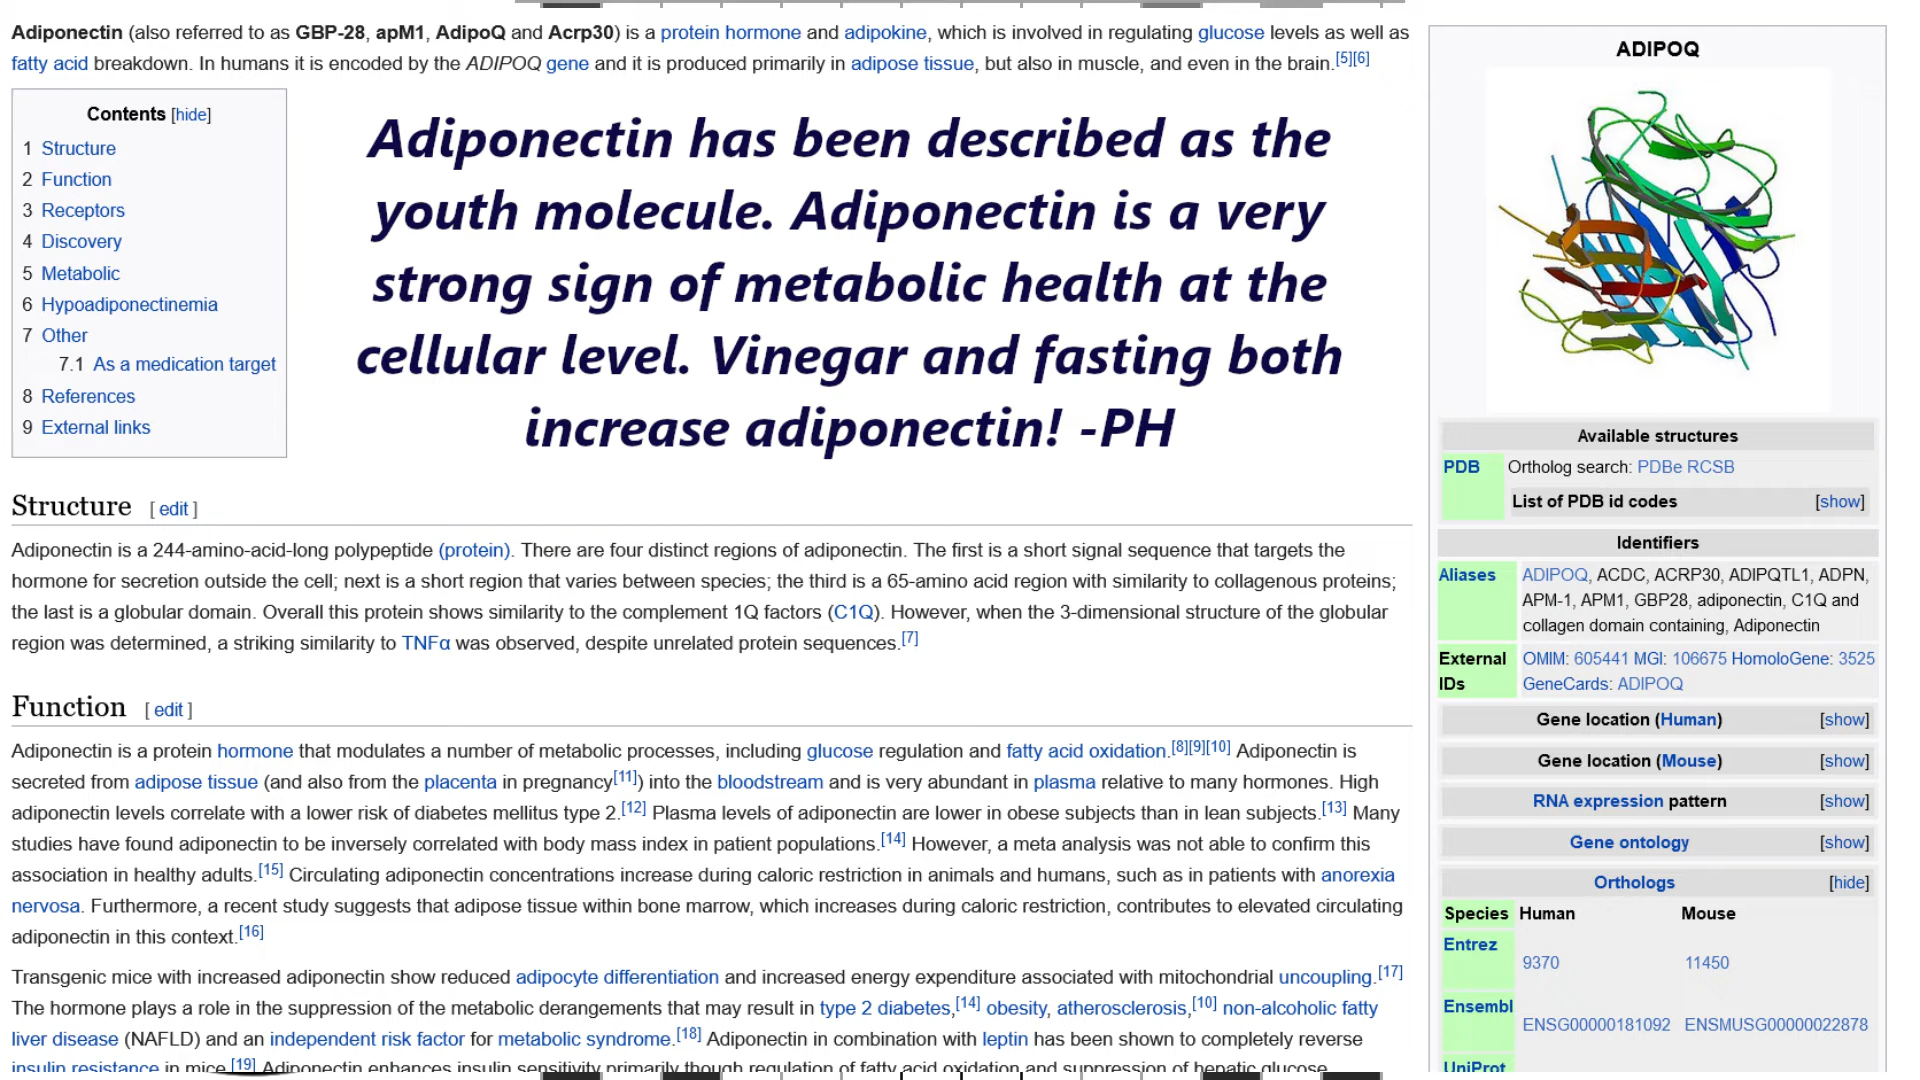 Adiponectin (also referred to as GBP-28, apM1, AdipoQ and Acrp30) is a protein hormone and adipokine, which is involved in regulating glucose levels as well as
fatty acid breakdown. In humans it is encoded by the ADIPOQ gene and it is produced primarily in adipose tissue, but also in muscle, and even in the brain.[5][6]
Contents [hide]
1 Structure
2 Function
3 Receptors
4 Discovery
5 Metabolic
6 Hypoadiponectinemia
7 Other
7.1 As a medication target
8 References
9 External links
Adiponectin has been described as the
youth molecule. Adiponectin is a very
strong sign of metabolic health at the
cellular level. Vinegar and fasting both
increase adiponectin! -PH
Structure [ edit ]
Adiponectin is a 244-amino-acid-long polypeptide (protein). There are four distinct regions of adiponectin. The first is a short signal sequence that targets the
hormone for secretion outside the cell; next is a short region that varies between species; the third is a 65-amino acid region with similarity to collagenous proteins;
the last is a globular domain. Overall this protein shows similarity to the complement 1Q factors (C1Q). However, when the 3-dimensional structure of the globular
region was determined, a striking similarity to TNFα was observed, despite unrelated protein sequences.[7]
Function [ edit ]
Adiponectin is a protein hormone that modulates a number of metabolic processes, including glucose regulation and fatty acid oxidation.[8][9][10] Adiponectin is
secreted from adipose tissue (and also from the placenta in pregnancy[11]) into the bloodstream and is very abundant in plasma relative to many hormones. High
adiponectin levels correlate with a lower risk of diabetes mellitus type 2.[12] Plasma levels of adiponectin are lower in obese subjects than in lean subjects.[13] Many
studies have found adiponectin to be inversely correlated with body mass index in patient populations.[14] However, a meta analysis was not able to confirm this
association in healthy adults.[15] Circulating adiponectin concentrations increase during caloric restriction in animals and humans, such as in patients with anorexia
nervosa. Furthermore, a recent study suggests that adipose tissue within bone marrow, which increases during caloric restriction, contributes to elevated circulating
adiponectin in this context.[16]
Transgenic mice with increased adiponectin show reduced adipocyte differentiation and increased energy expenditure associated with mitochondrial uncoupling.[17]
The hormone plays a role in the suppression of the metabolic derangements that may result in type 2 diabetes,[14] obesity, atherosclerosis,[10] non-alcoholic fatty
liver disease (NAFLD) and an independent risk factor for metabolic syndrome.[18] Adiponectin in combination with leptin has been shown to completely reverse
insulin resistance in mice.[19] Adiponectin enhances insulin sensitivity primarily though regulation of fatty acid oxidation and suppression of hepatic glucose
ADIPOQ
Available structures
PDB Ortholog search: PDBe RCSB
List of PDB id codes [show]
Identifiers
Aliases ADIPOQ, ACDC, ACRP30, ADIPQTL1, ADPN,
APM-1, APM1, GBP28, adiponectin, C1Q and
collagen domain containing, Adiponectin
External OMIM: 605441 MGI: 106675 HomoloGene: 3525
IDs GeneCards: ADIPOQ
Gene location (Human) [show]
Gene location (Mouse) [show]
RNA expression pattern [show]
Gene ontology [show]
Orthologs [hide]
Species Human Mouse
Entrez
9370 11450
Ensembl
ENSG00000181092 ENSMUSG00000022878
UniProt